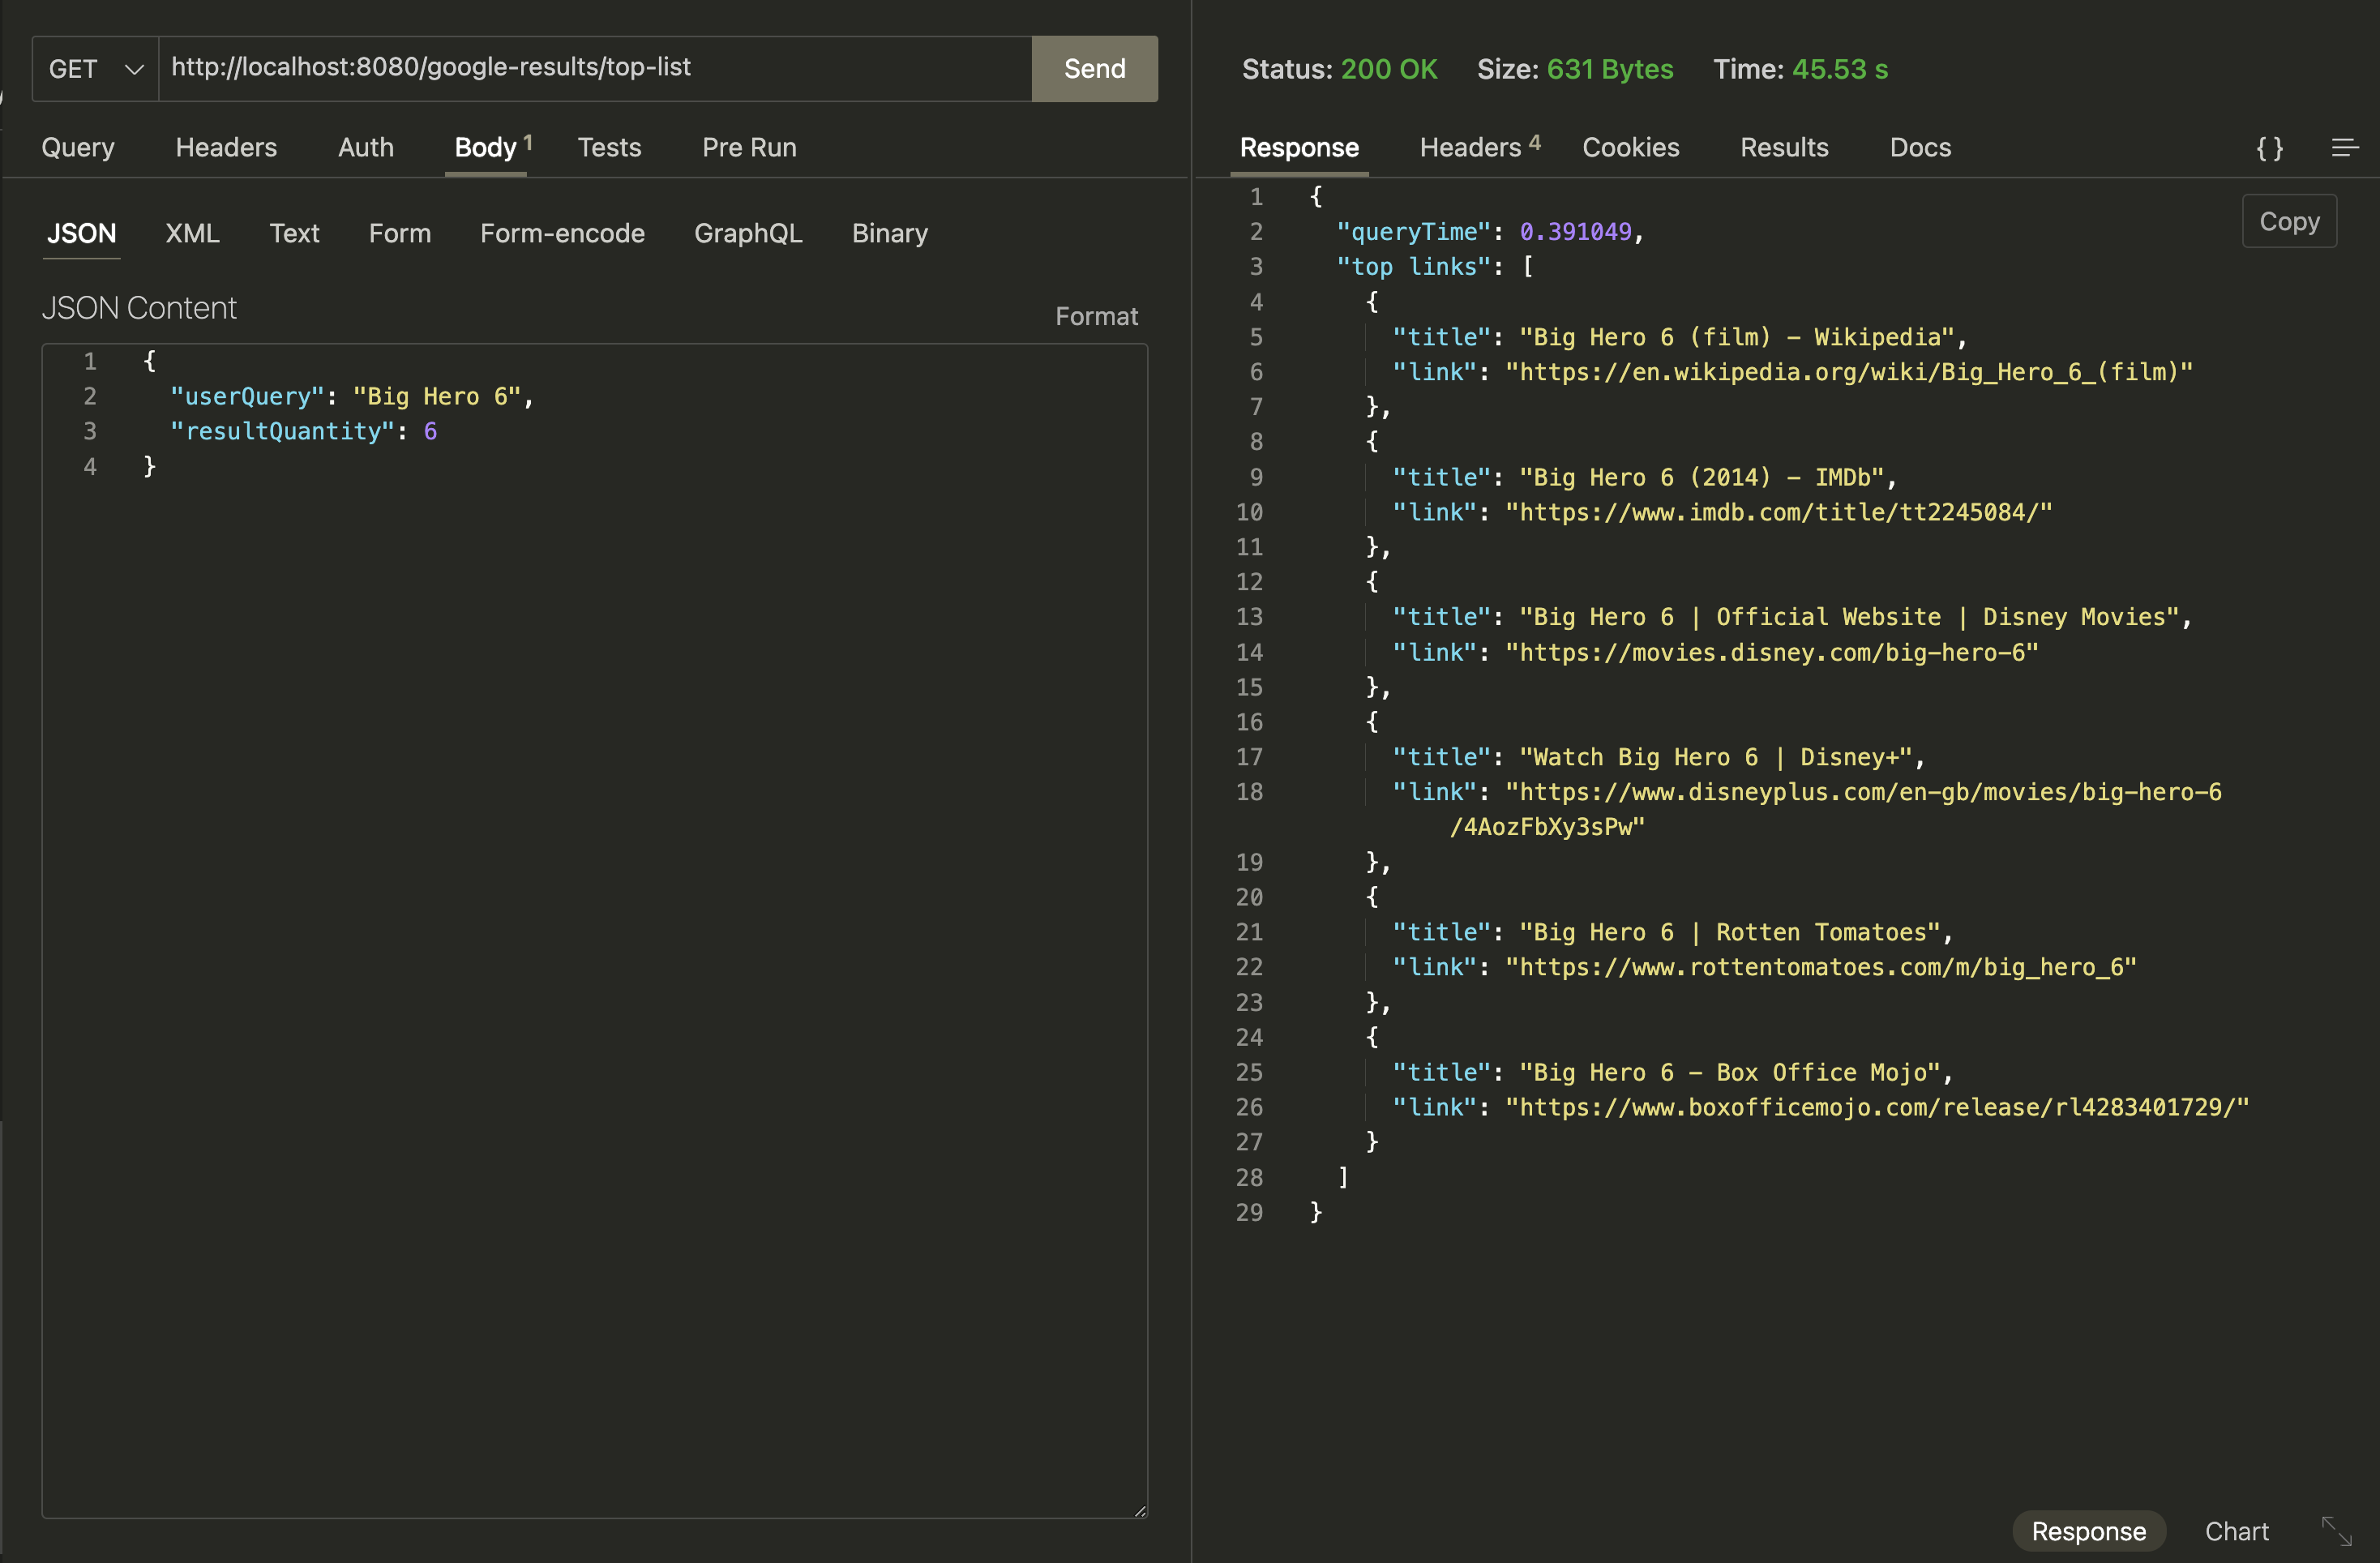 GET http://localhost:8080/google-results/top-list Send
Query Headers Auth Body 1 Tests Pre Run
JSON XML Text Form Form-encode GraphQL Binary
JSON Content Format
1 {
2 "userQuery": "Big Hero 6",
3 "resultQuantity": 6
4 }
Status: 200 OK Size: 631 Bytes Time: 45.53 s
Response Headers 4 Cookies Results Docs { }
Copy
1 {
2 "queryTime": 0.391049,
3 "top links": [
4 {
5 "title": "Big Hero 6 (film) - Wikipedia",
6 "link": "https://en.wikipedia.org/wiki/Big_Hero_6_(film)"
7 },
8 {
9 "title": "Big Hero 6 (2014) - IMDb",
10 "link": "https://www.imdb.com/title/tt2245084/"
11 },
12 {
13 "title": "Big Hero 6 | Official Website | Disney Movies",
14 "link": "https://movies.disney.com/big-hero-6"
15 },
16 {
17 "title": "Watch Big Hero 6 | Disney+",
18 "link": "https://www.disneyplus.com/en-gb/movies/big-hero-6
/4AozFbXy3sPw"
19 },
20 {
21 "title": "Big Hero 6 | Rotten Tomatoes",
22 "link": "https://www.rottentomatoes.com/m/big_hero_6"
23 },
24 {
25 "title": "Big Hero 6 - Box Office Mojo",
26 "link": "https://www.boxofficemojo.com/release/rl4283401729/"
27 }
28 ]
29 }
Response Chart